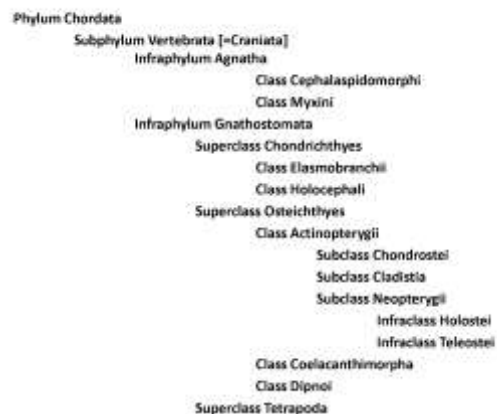 Phylum Chordata
Subphylum Vertebrata [=Craniata]
Infraphylum Agnatha
Class Cephalaspidomorphi
Class Myxini
Infraphylum Gnathostomata
Superclass Chondrichthyes
Class Elasmobranchii
Class Holocephali
Superclass Osteichthyes
Class Actinopterygii
Subclass Chondrostei
Subclass Cladistia
Subclass Neopterygii
Infraclass Holostei
Infraclass Teleostei
Class Coelacanthimorpha
Class Dipnoi
Superclass Tetrapoda